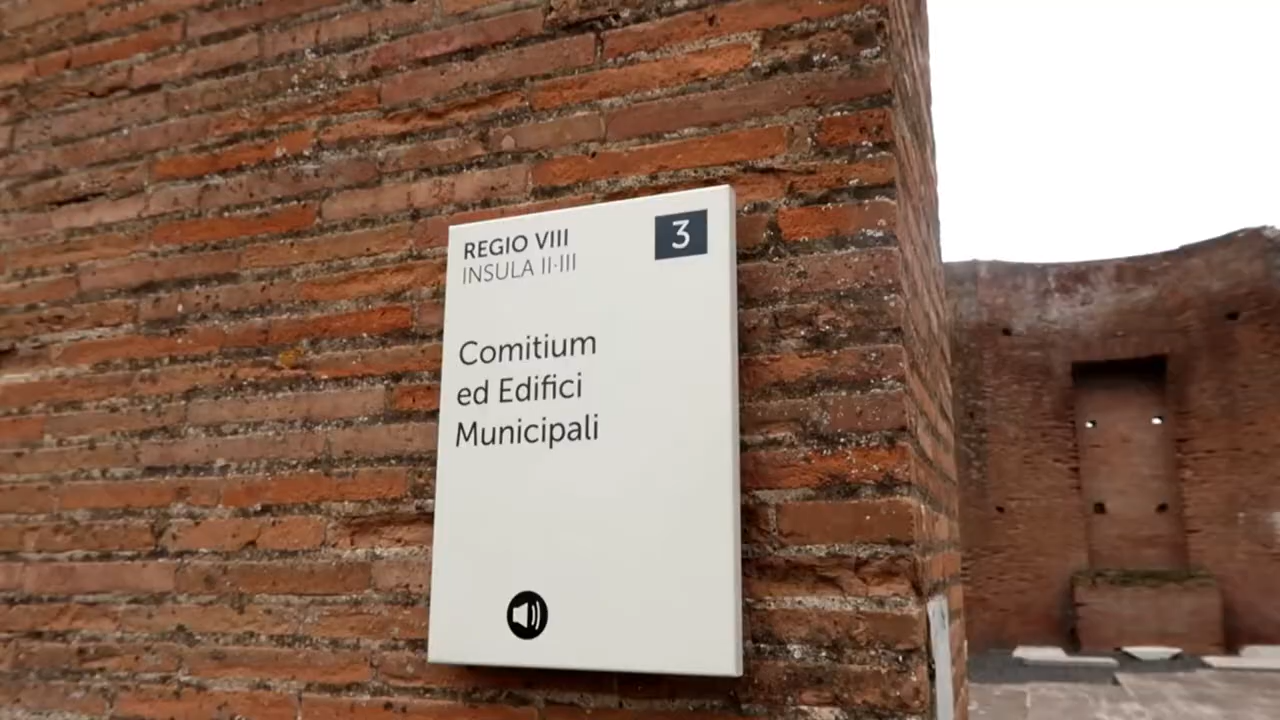 REGIO VIII
INSULA II·III
3
Comitium
ed Edifici
Municipali